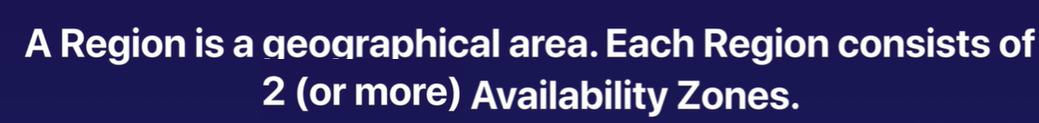 A Region is a geographical area. Each Region consists of
2 (or more) Availability Zones.